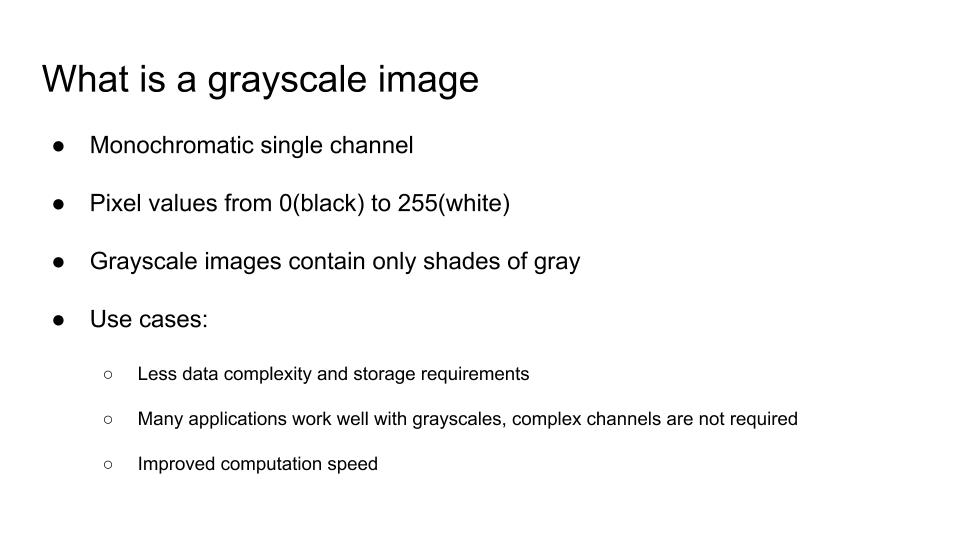 What is a grayscale image
● Monochromatic single channel
● Pixel values from 0(black) to 255(white)
● Grayscale images contain only shades of gray
● Use cases:
○ Less data complexity and storage requirements
○ Many applications work well with grayscales, complex channels are not required
○ Improved computation speed